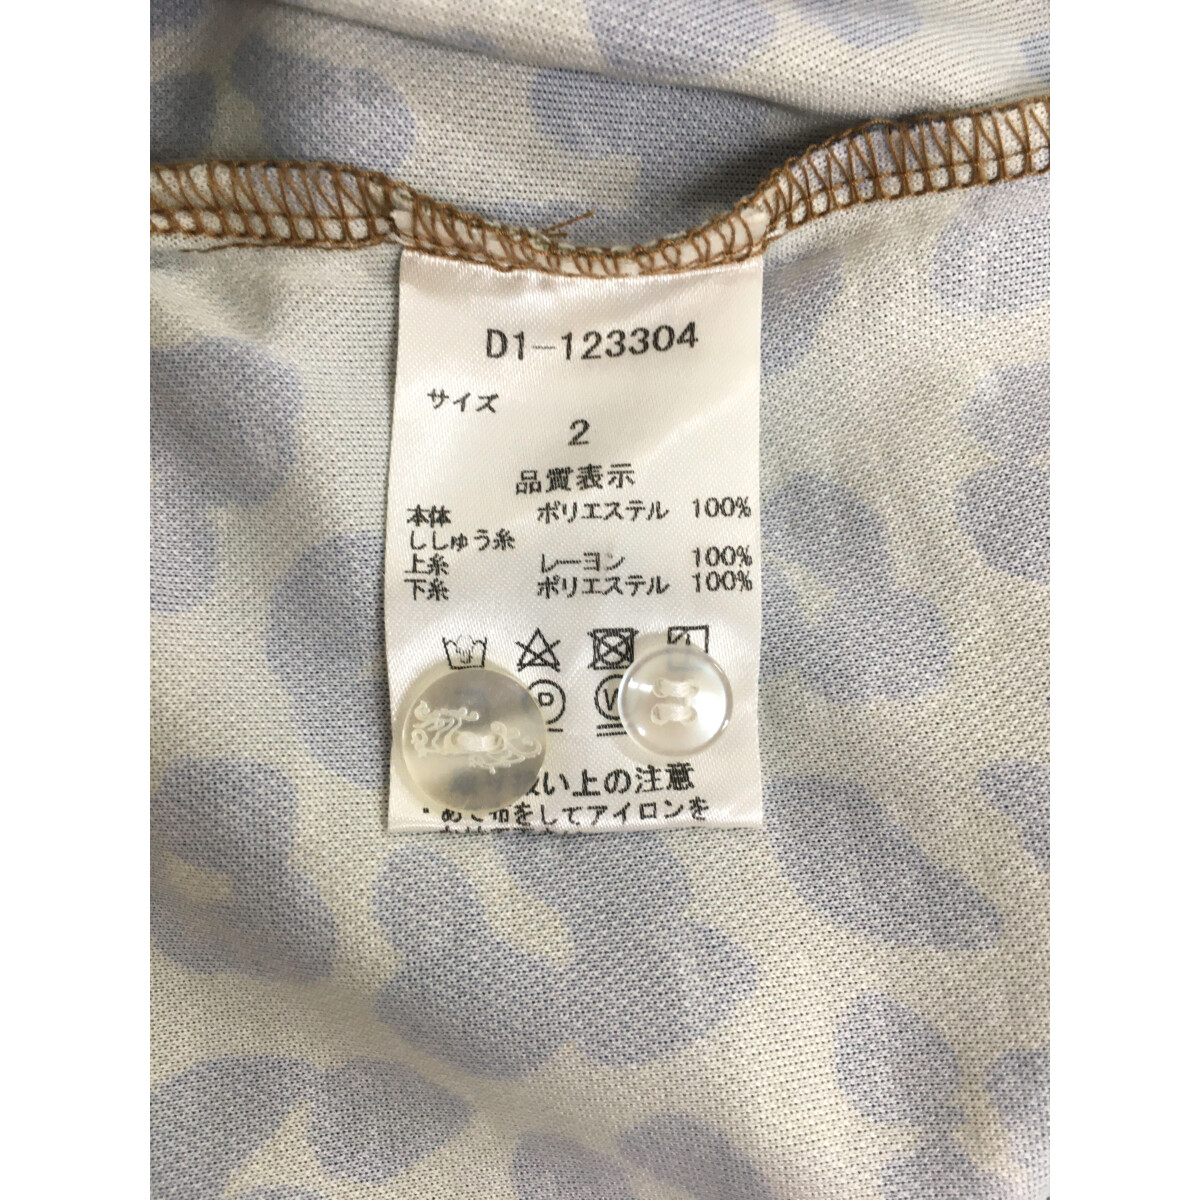 D1-123304
サイズ
2
品質表示
本体 ポリエステル 100%
ししゅう糸
上糸 レーヨン 100%
下糸 ポリエステル 100%
P W
い上の注意
・あて布をしてアイロンを